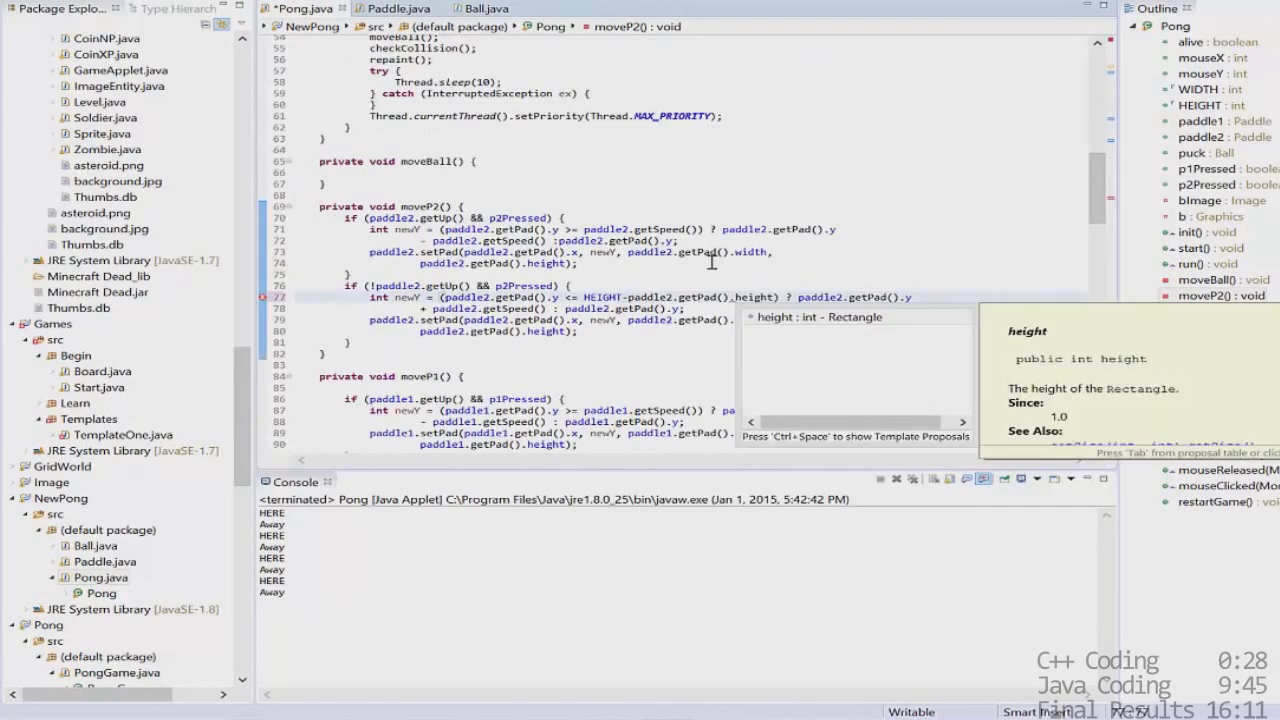 Package Explo...
Type Hierarch
CoinNP.java
CoinXP.java
GameApplet.java
ImageEntity.java
Level.java
Soldier.java
Sprite.java
Zombie.java
asteroid.png
background.jpg
Thumbs.db
asteroid.png
background.jpg
Thumbs.db
JRE System Library [JavaSE-1.7]
Minecraft Dead_lib
Minecraft Dead.jar
Thumbs.db
Games
src
Begin
Board.java
Start.java
Learn
Templates
TemplateOne.java
JRE System Library [JavaSE-1.7]
GridWorld
Image
NewPong
src
(default package)
Ball.java
Paddle.java
Pong.java
Pong
JRE System Library [JavaSE-1.8]
Pong
src
(default package)
PongGame.java
*Pong.java
Paddle.java
Ball.java
NewPong
src
(default package)
Pong
moveP2() : void
54 moveBall();
55 checkCollision();
56 repaint();
57 try {
58 Thread.sleep(10);
59 } catch (InterruptedException ex) {
60 }
61 Thread.currentThread().setPriority(Thread.MAX_PRIORITY);
62 }
63 }
64
65 private void moveBall() {
66
67 }
68
69 private void moveP2() {
70 if (paddle2.getUp() && p2Pressed) {
71 int newY = (paddle2.getPad().y >= paddle2.getSpeed()) ? paddle2.getPad().y
72 - paddle2.getSpeed() :paddle2.getPad().y;
73 paddle2.setPad(paddle2.getPad().x, newY, paddle2.getPad().width,
74 paddle2.getPad().height);
75 }
76 if (!paddle2.getUp() && p2Pressed) {
77 int newY = (paddle2.getPad().y <= HEIGHT-paddle2.getPad().height) ? paddle2.getPad().y
78 + paddle2.getSpeed() : paddle2.getPad().y;
79 paddle2.setPad(paddle2.getPad().x, newY, paddle2.getPad().
80 paddle2.getPad().height);
81 }
82 }
83
84 private void moveP1() {
85
86 if (paddle1.getUp() && p1Pressed) {
87 int newY = (paddle1.getPad().y >= paddle1.getSpeed()) ? pa
88 - paddle1.getSpeed() : paddle1.getPad().y;
89 paddle1.setPad(paddle1.getPad().x, newY, paddle1.getPad().
90 paddle1.getPad().height);
height : int - Rectangle
Press 'Ctrl+Space' to show Template Proposals
height
public int height
The height of the Rectangle.
Since:
1.0
See Also:
Press 'Tab' from proposal table or clic
Console
<terminated> Pong [Java Applet] C:\Program Files\Java\jre1.8.0_25\bin\javaw.exe (Jan 1, 2015, 5:42:42 PM)
HERE
Away
HERE
Away
HERE
Away
HERE
Away
Outline
Pong
alive : boolean
mouseX : int
mouseY : int
WIDTH : int
HEIGHT : int
paddle1 : Paddle
paddle2 : Paddle
puck : Ball
p1Pressed : boolean
p2Pressed : boolean
bImage : Image
b : Graphics
init() : void
start() : void
run() : void
moveBall() : void
moveP2() : void
mouseReleased(M
mouseClicked(Mo
restartGame() : voi
C++ Coding 0:28
Java Coding 9:45
Final Results 16:11
Writable
Smart Insert